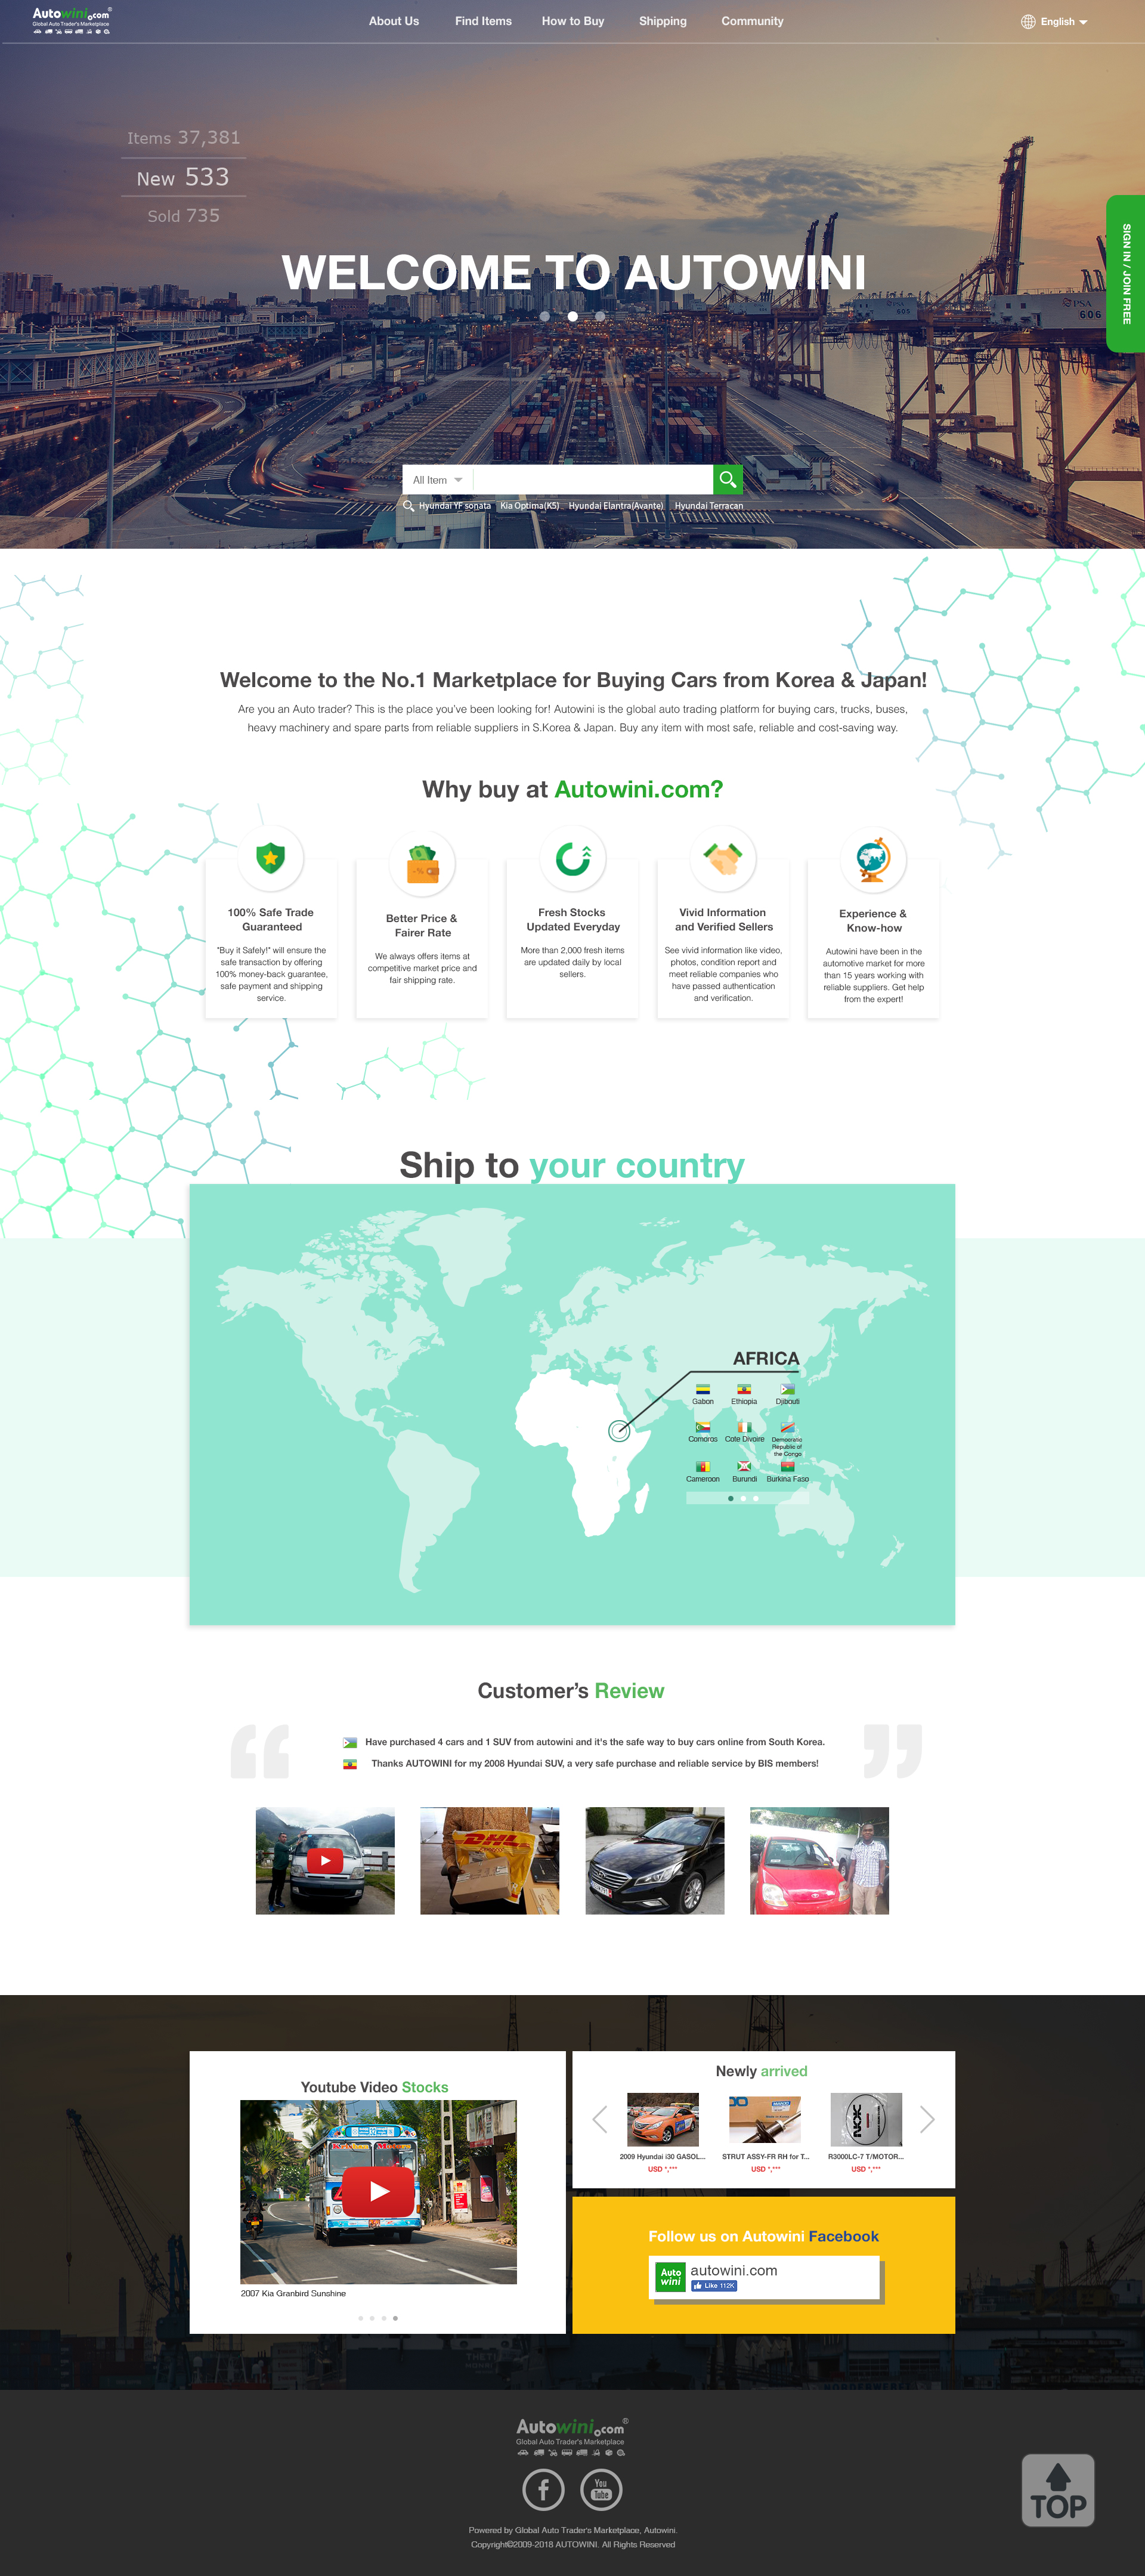 Autowini.com®
Global Auto Trader's Marketplace
About Us
Find Items
How to Buy
Shipping
Community
English
Items 37,381
New 533
Sold 735
SIGN IN / JOIN FREE
WELCOME TO AUTOWINI
PSA
603
606
All Item
Hyundai YF sonata
Kia Optima(K5)
Hyundai Elantra(Avante)
Hyundai Terracan
Welcome to the No.1 Marketplace for Buying Cars from Korea & Japan!
Are you an Auto trader? This is the place you've been looking for! Autowini is the global auto trading platform for buying cars, trucks, buses,
heavy machinery and spare parts from reliable suppliers in S.Korea & Japan. Buy any item with most safe, reliable and cost-saving way.
Why buy at Autowini.com?
100% Safe Trade
Guaranteed
"Buy it Safely!" will ensure the
safe transaction by offering
100% money-back guarantee,
safe payment and shipping
service.
Better Price &
Fairer Rate
We always offers items at
competitive market price and
fair shipping rate.
Fresh Stocks
Updated Everyday
More than 2,000 fresh items
are updated daily by local
sellers.
Vivid Information
and Verified Sellers
See vivid information like video,
photos, condition report and
meet reliable companies who
have passed authentication
and verification.
Experience &
Know-how
Autowini have been in the
automotive market for more
than 15 years working with
reliable suppliers. Get help
from the expert!
Ship to your country
AFRICA
Gabon
Ethiopia
Djibouti
Comoros
Cote Divoire
Democratic
Republic of
the Congo
Cameroon
Burundi
Burkina Faso
Customer's Review
Have purchased 4 cars and 1 SUV from autowini and it's the safe way to buy cars online from South Korea.
Thanks AUTOWINI for my 2008 Hyundai SUV, a very safe purchase and reliable service by BIS members!
DHL
Youtube Video Stocks
2007 Kia Granbird Sunshine
Newly arrived
NOK
2009 Hyundai i30 GASOL...
USD *,***
STRUT ASSY-FR RH for T...
USD *,***
R3000LC-7 T/MOTOR...
USD *,***
Follow us on Autowini Facebook
Auto
wini
autowini.com
Like 112K
Autowini.com®
Global Auto Trader's Marketplace
You
Tube
TOP
Powered by Global Auto Trader's Marketplace, Autowini.
Copyright©2009-2018 AUTOWINI. All Rights Reserved